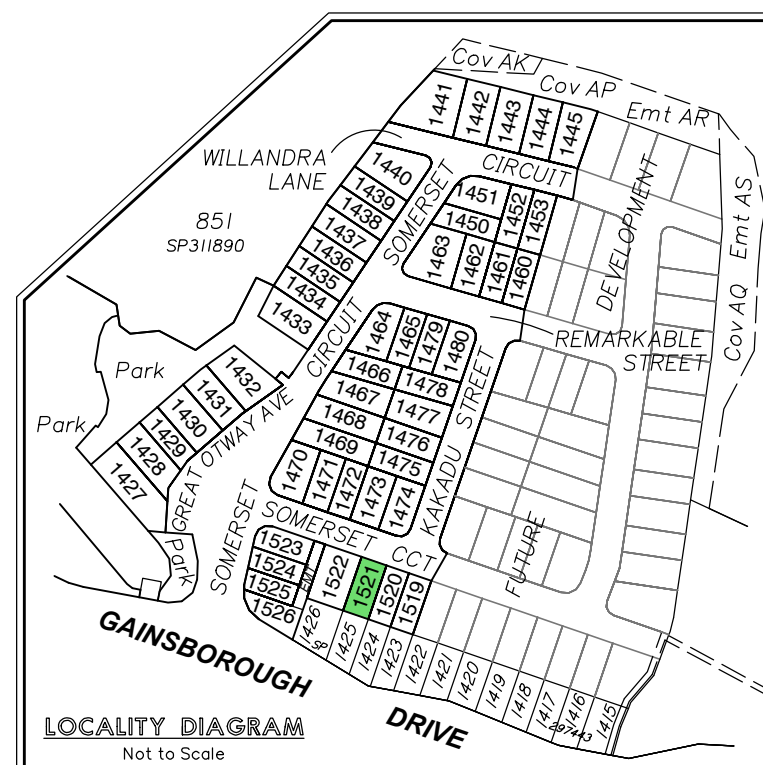 Cov AK
Cov AP
Emt AR
1441
1442
1443
1444
1445
WILLANDRA
LANE
CIRCUIT
SOMERSET
1440
1439
1438
1437
1436
1435
1434
1433
1451
1452
1453
1450
1463
1462
1461
1460
851
SP311890
DEVELOPMENT
Cov AQ
Emt AS
REMARKABLE
STREET
CIRCUIT
Park
Park
1432
1431
1430
1429
1428
1427
GREAT OTWAY AVE
1464
1465
1479
1480
1466
1478
1467
1477
1468
1476
1469
1475
1470
1471
1472
1473
1474
KAKADU STREET
SOMERSET
SOMERSET CCT
Park
FUTURE
1523
1524
1525
1526
EMT
1522
1521
1520
1519
1426
SP
1425
1424
1423
1422
1421
1420
1419
1418
1417
1416
1415
297443
GAINSBOROUGH
DRIVE
LOCALITY DIAGRAM
Not to Scale